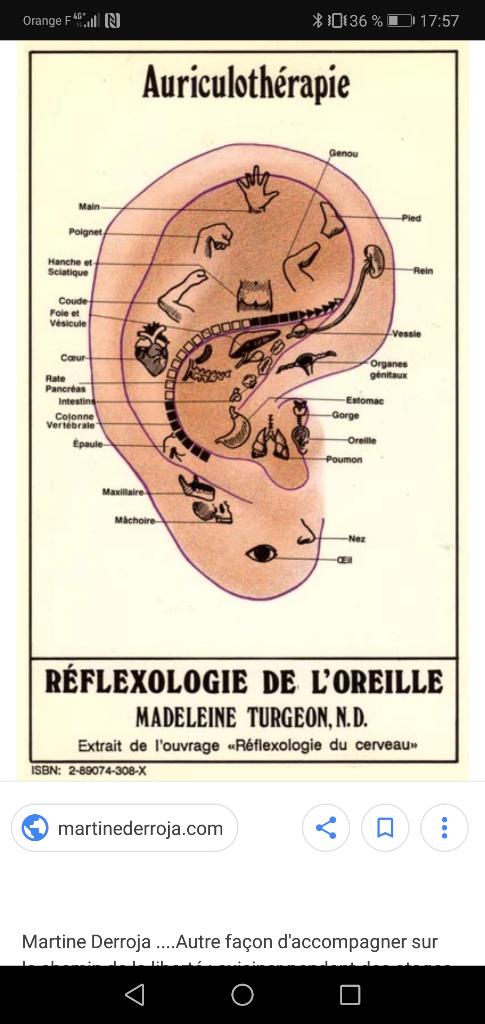 Orange F 4G+ 36 % 17:57
Auriculothérapie
Genou
Main
Pied
Poignet
Hanche et
Sciatique
Rein
Coude
Foie et
Vésicule
Vessie
Cœur
Organes
génitaux
Rate
Pancréas
Intestins
Estomac
Colonne
Vertébrale
Gorge
Épaule
Oreille
Poumon
Maxillaire
Mâchoire
Nez
Œil
RÉFLEXOLOGIE DE L'OREILLE
MADELEINE TURGEON, N.D.
Extrait de l'ouvrage «Réflexologie du cerveau»
ISBN: 2-89074-308-X
martinederroja.com
Martine Derroja ....Autre façon d'accompagner sur